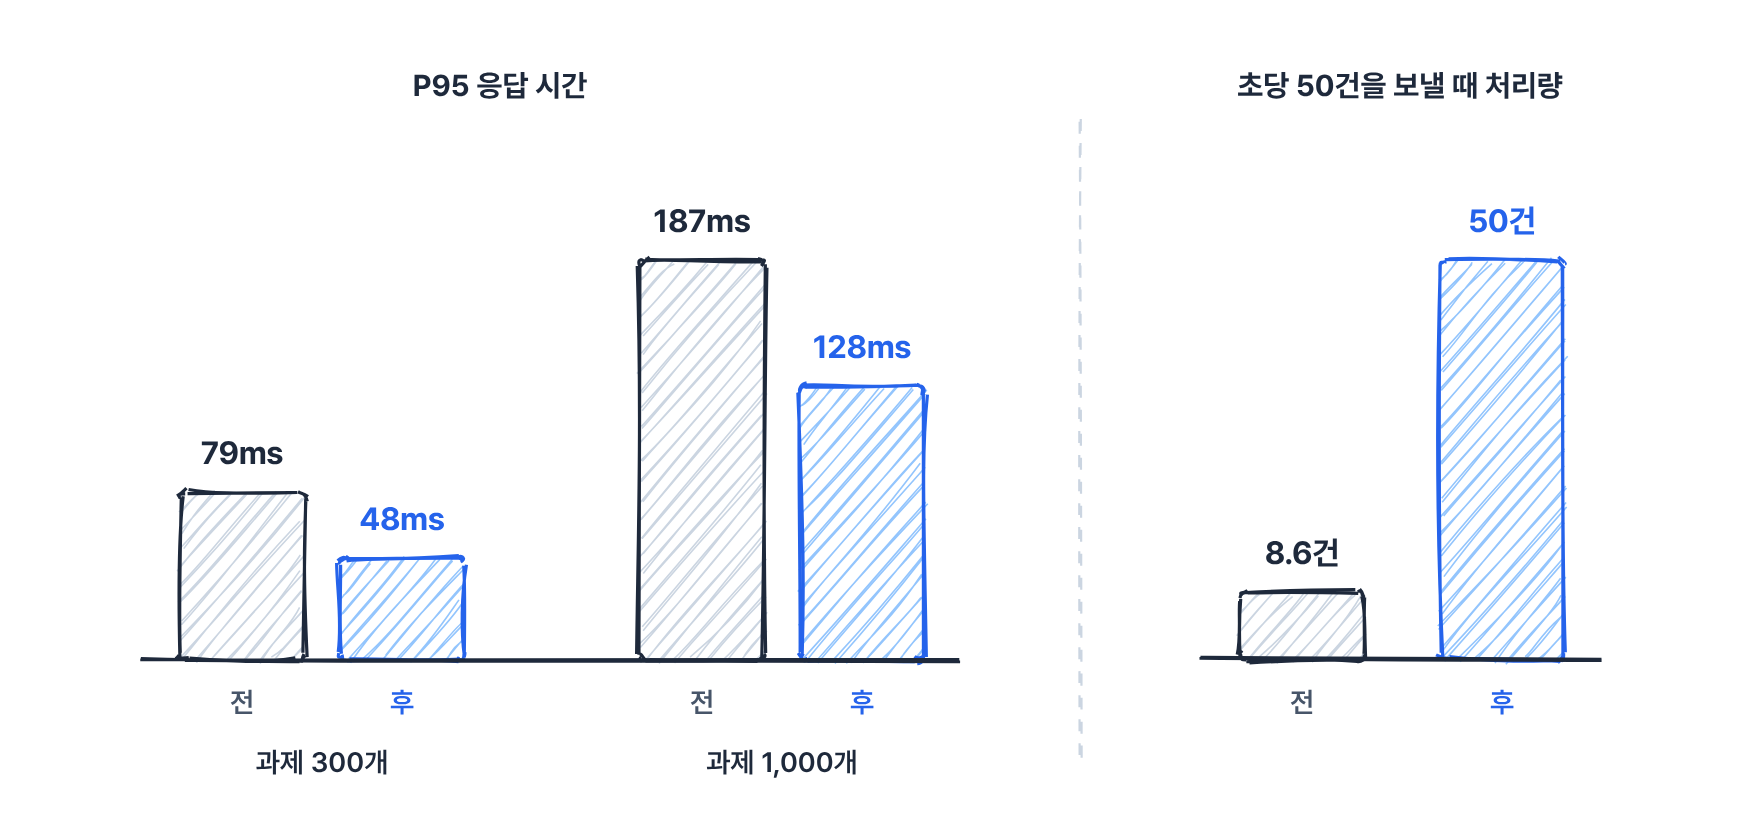 P95 응답 시간
187ms
128ms
79ms
48ms
전
후
전
후
과제 300개
과제 1,000개
초당 50건을 보낼 때 처리량
50건
8.6건
전
후